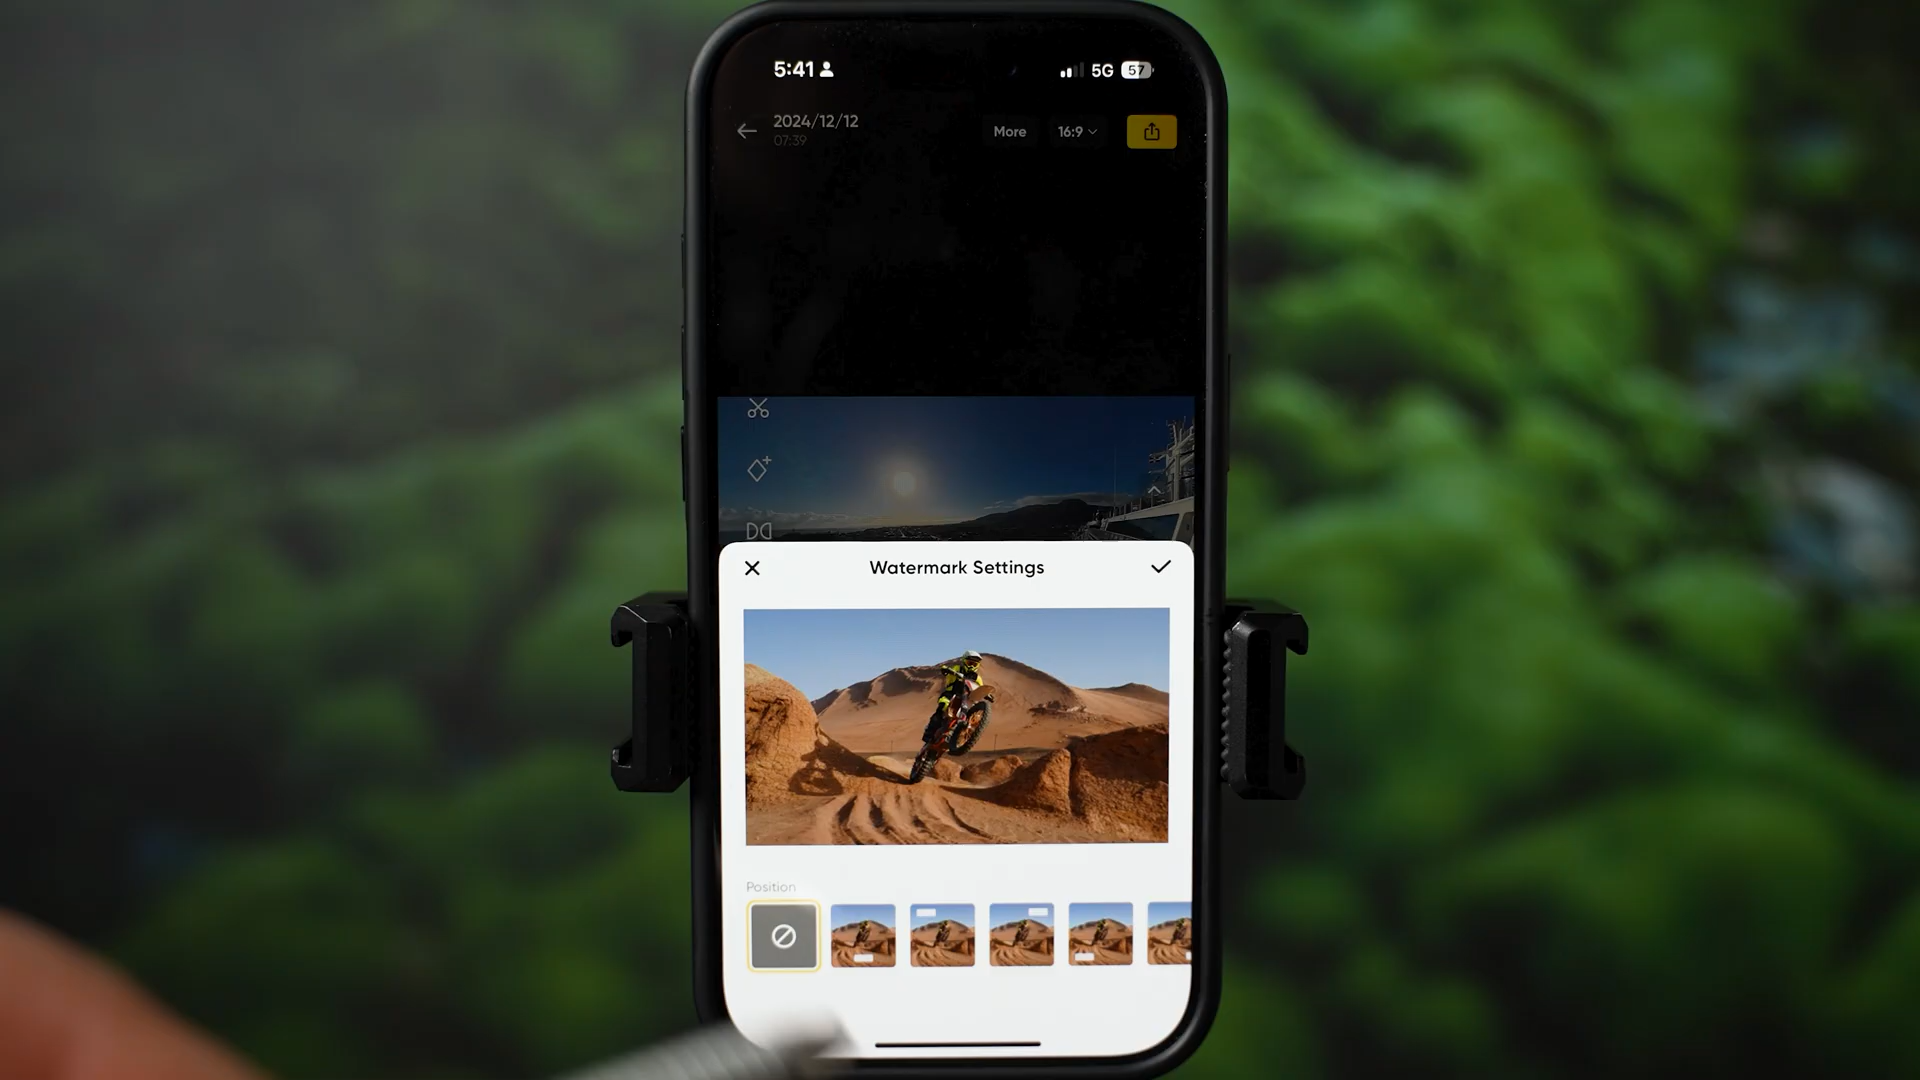 5:41
5G 57
2024/12/12
07:39
More
16:9
Watermark Settings
Position